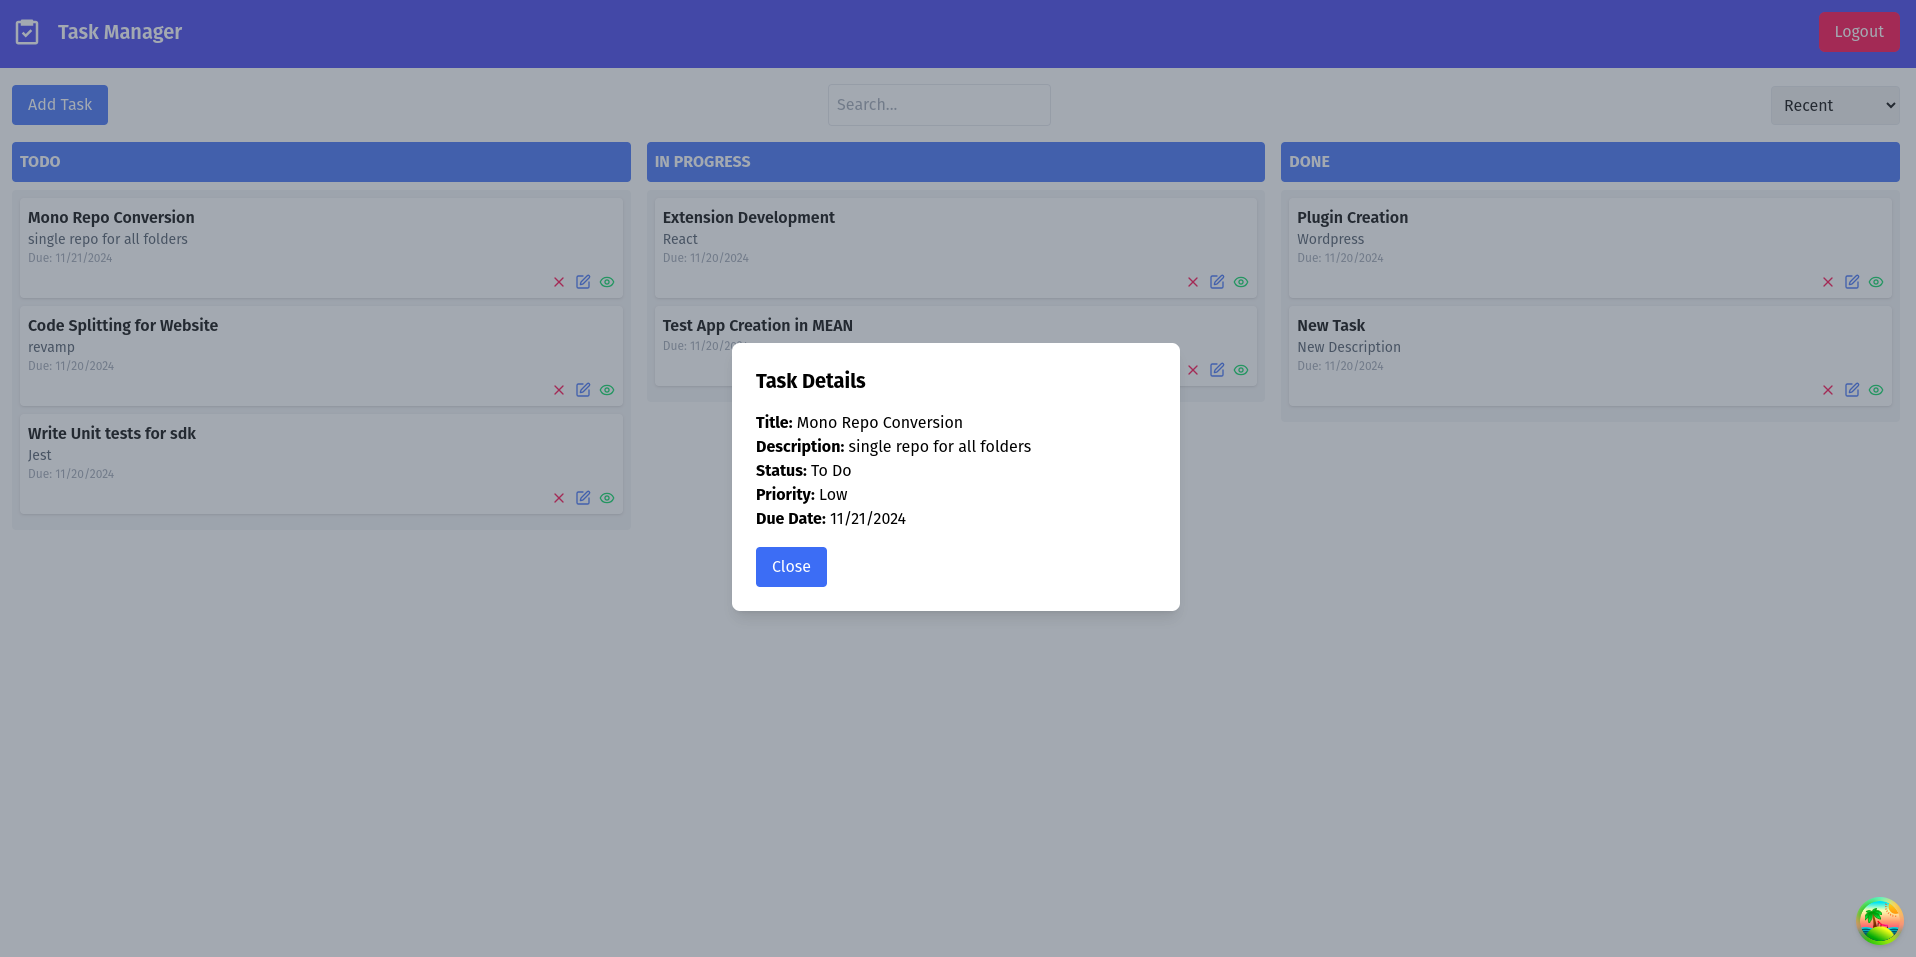 Task Manager
Logout
Add Task
Search...
Recent
TODO
IN PROGRESS
DONE
Mono Repo Conversion
single repo for all folders
Due: 11/21/2024
Code Splitting for Website
revamp
Due: 11/20/2024
Write Unit tests for sdk
Jest
Due: 11/20/2024
Extension Development
React
Due: 11/20/2024
Test App Creation in MEAN
Due: 11/20/2024
Plugin Creation
Wordpress
Due: 11/20/2024
New Task
New Description
Due: 11/20/2024
Task Details
Title: Mono Repo Conversion
Description: single repo for all folders
Status: To Do
Priority: Low
Due Date: 11/21/2024
Close